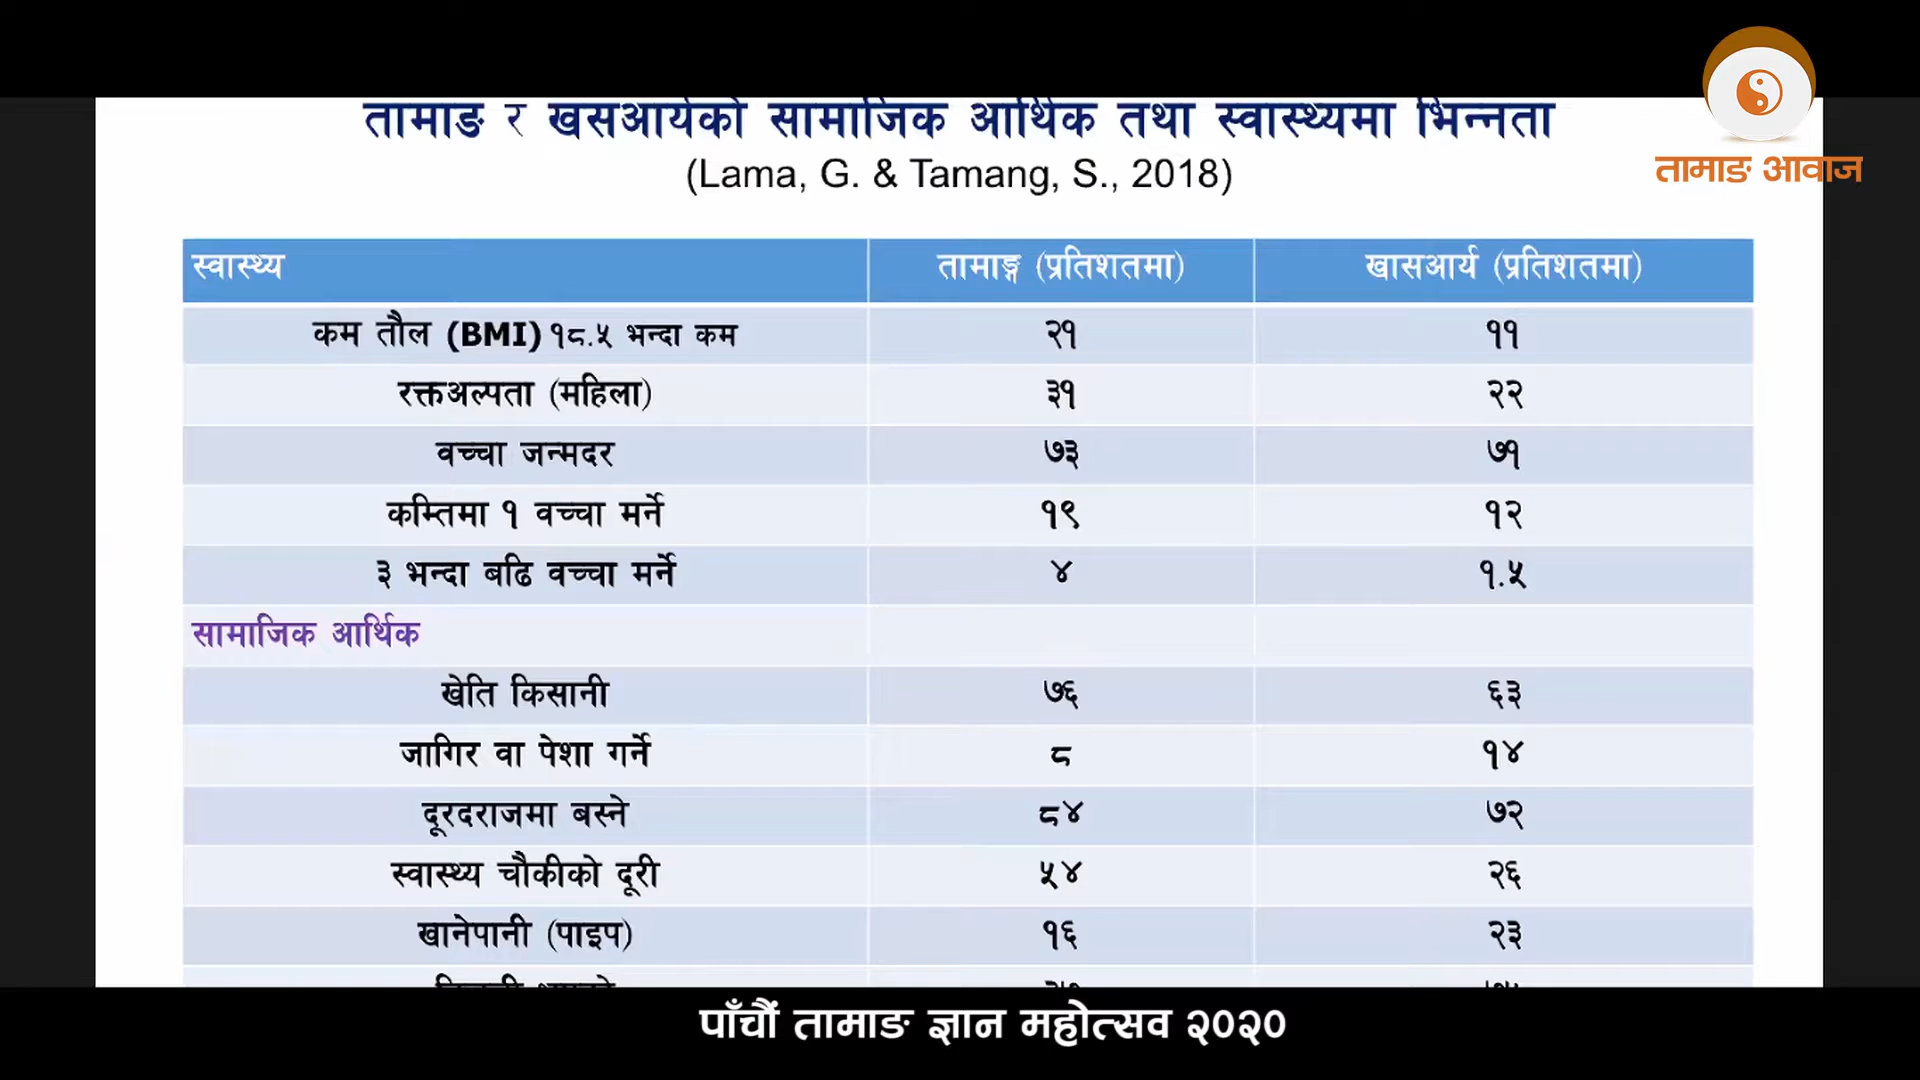 तामाङ र खसआर्यको सामाजिक आर्थिक तथा स्वास्थ्यमा भिन्नता
(Lama, G. & Tamang, S., 2018)
तामाङ आवाज
स्वास्थ्य तामाङ्ग (प्रतिशतमा) खासआर्य (प्रतिशतमा)
कम तौल (BMI) १८.५ भन्दा कम २१ ११
रक्तअल्पता (महिला) ३१ २२
वच्चा जन्मदर ७३ ७१
कम्तिमा १ वच्चा मर्ने १९ १२
३ भन्दा बढि वच्चा मर्ने ४ १.५
सामाजिक आर्थिक
खेति किसानी ७६ ६३
जागिर वा पेशा गर्ने ८ १४
दूरदराजमा बस्ने ८४ ७२
स्वास्थ्य चौकीको दूरी ५४ २६
खानेपानी (पाइप) १६ २३
पाँचौं तामाङ ज्ञान महोत्सव २०२०